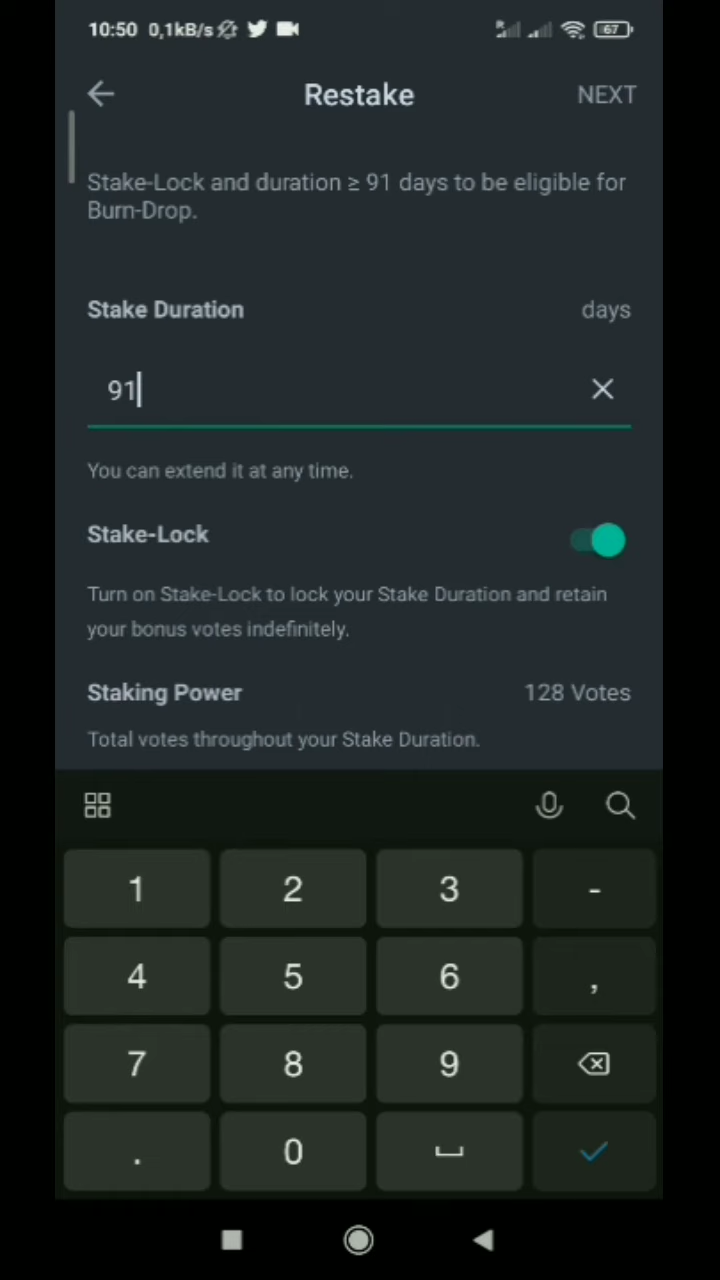 10:50 0,1kB/s 67
Restake NEXT
Stake-Lock and duration ≥ 91 days to be eligible for
Burn-Drop.
Stake Duration days
91
You can extend it at any time.
Stake-Lock
Turn on Stake-Lock to lock your Stake Duration and retain
your bonus votes indefinitely.
Staking Power 128 Votes
Total votes throughout your Stake Duration.
1 2 3 -
4 5 6 ,
7 8 9
. 0